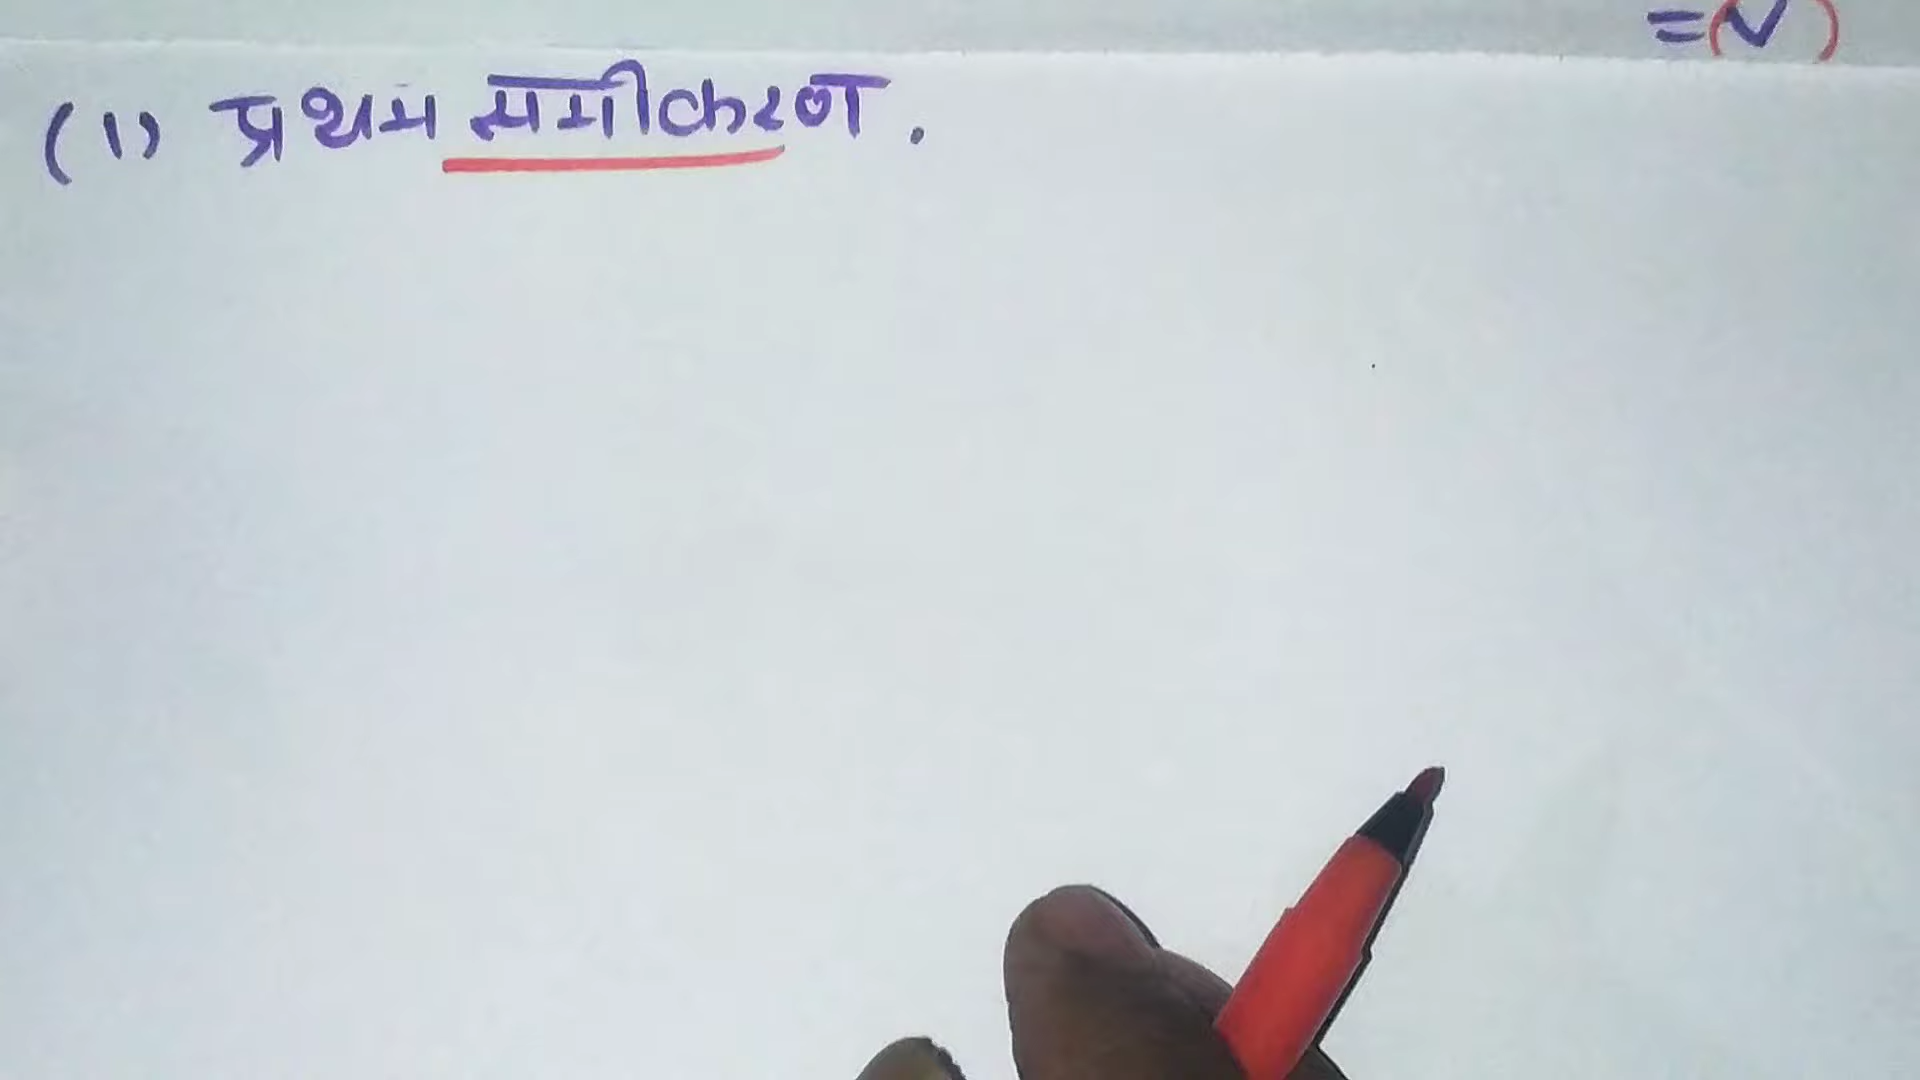 =(v)
(1) प्रथम समीकरण .